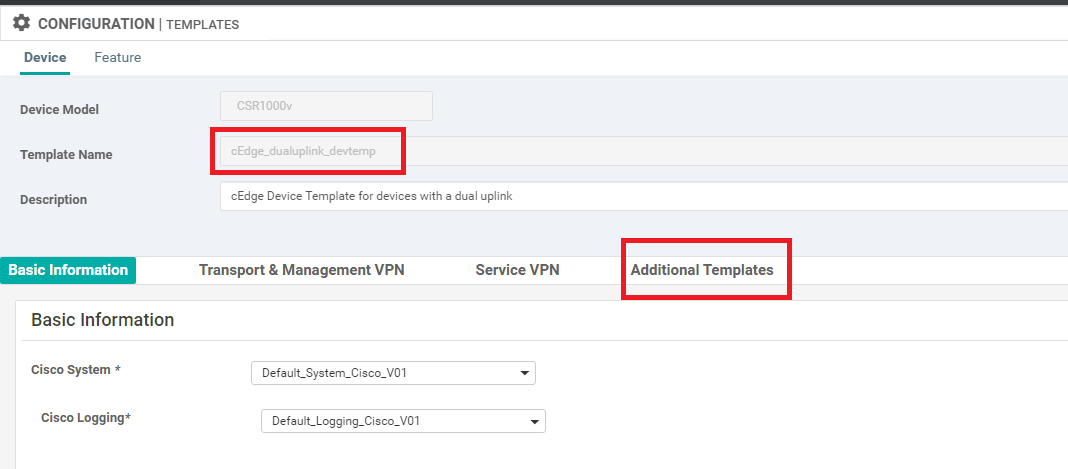 CONFIGURATION | TEMPLATES
Device Feature
Device Model CSR1000v
Template Name cEdge_dualuplink_devtemp
Description cEdge Device Template for devices with a dual uplink
Basic Information Transport & Management VPN Service VPN Additional Templates
Basic Information
Cisco System * Default_System_Cisco_V01
Cisco Logging* Default_Logging_Cisco_V01